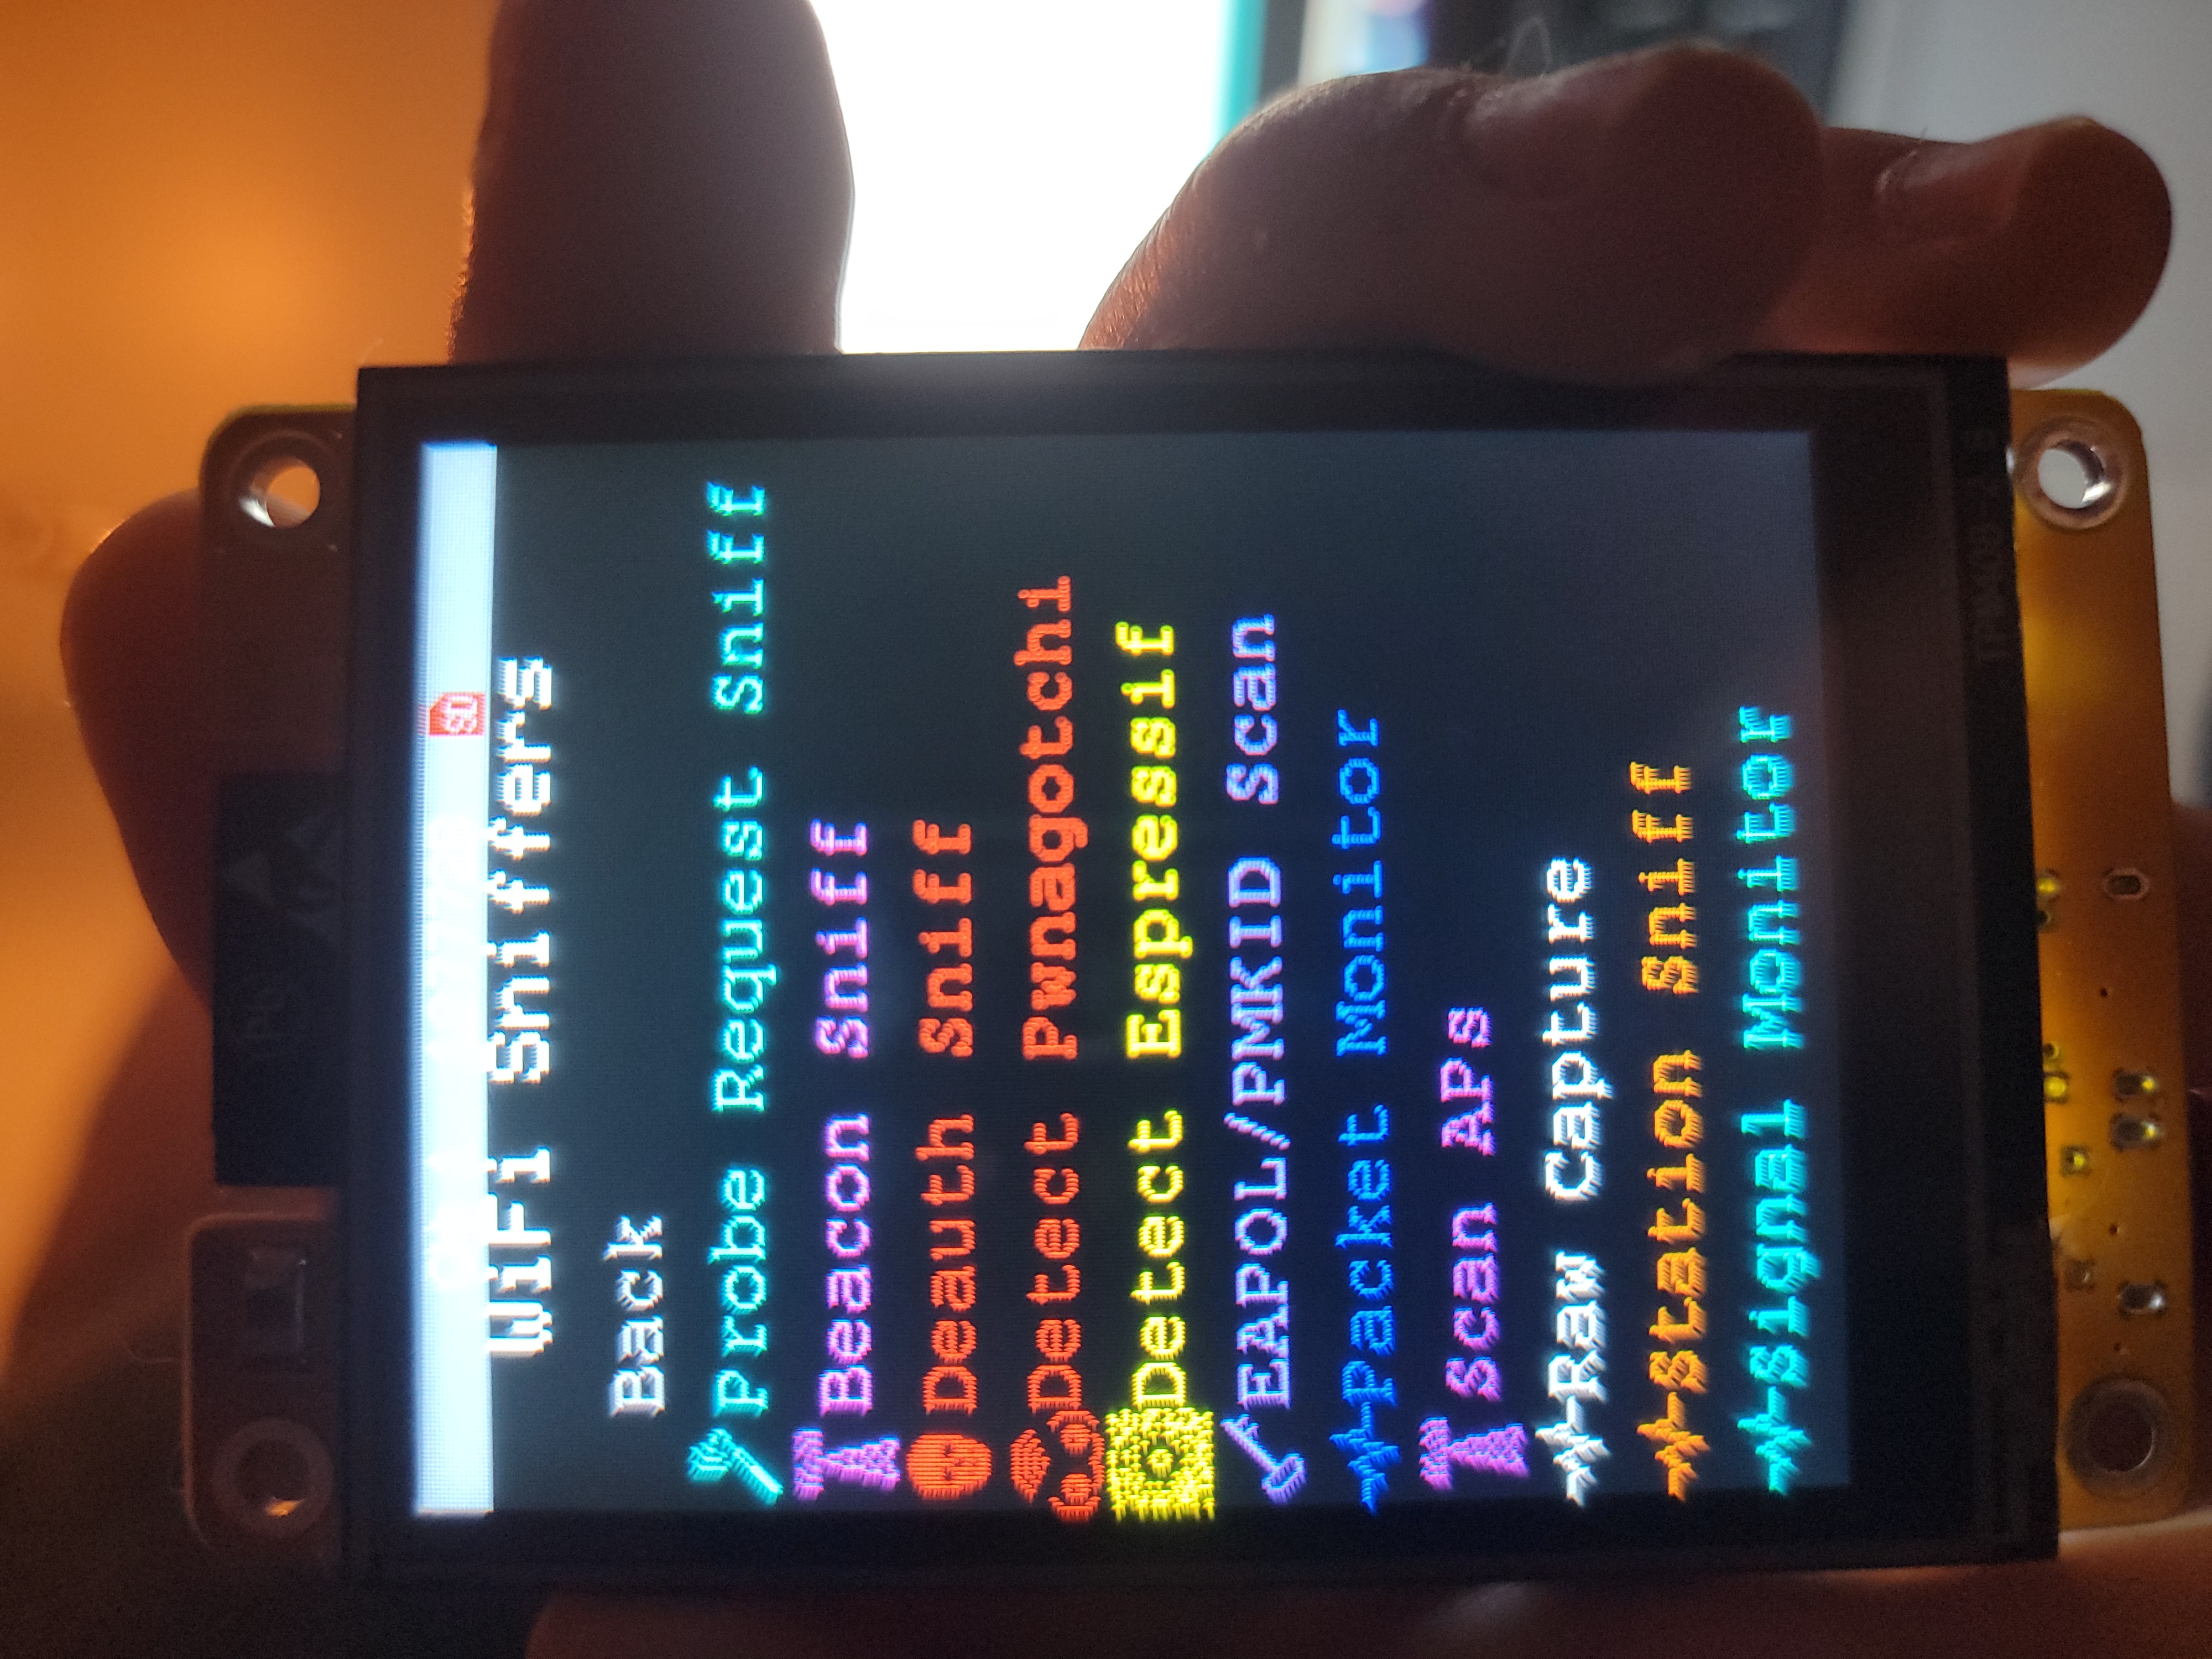 SD
WiFi Sniffers
Back
Probe Request Sniff
Beacon Sniff
Deauth Sniff
Detect Pwnagotchi
Detect Espressif
EAPOL/PMKID Scan
Packet Monitor
Scan APs
Raw Capture
Station Sniff
Signal Monitor